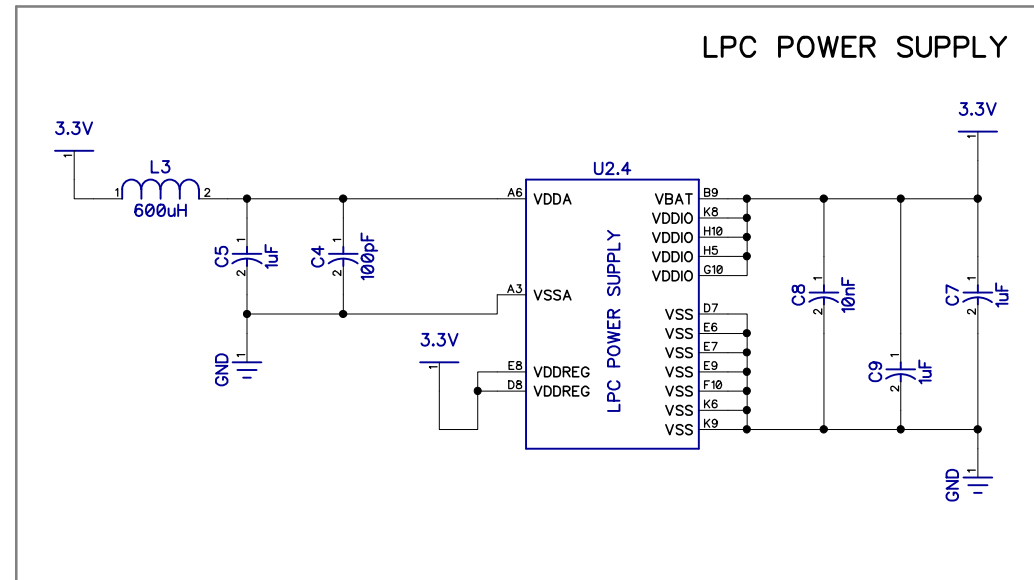 LPC POWER SUPPLY
3.3V
1
L3
1
2
600uH
1
C5
1uF
2
1
C4
100pF
2
GND
1
3.3V
1
U2.4
LPC POWER SUPPLY
A6 VDDA
A3 VSSA
E8 VDDREG
D8 VDDREG
VBAT B9
VDDIO K8
VDDIO H10
VDDIO H5
VDDIO G10
VSS D7
VSS E6
VSS E7
VSS E9
VSS F10
VSS K6
VSS K9
3.3V
1
1
C8
10nF
2
1
C9
1uF
2
1
C7
1uF
2
GND
1